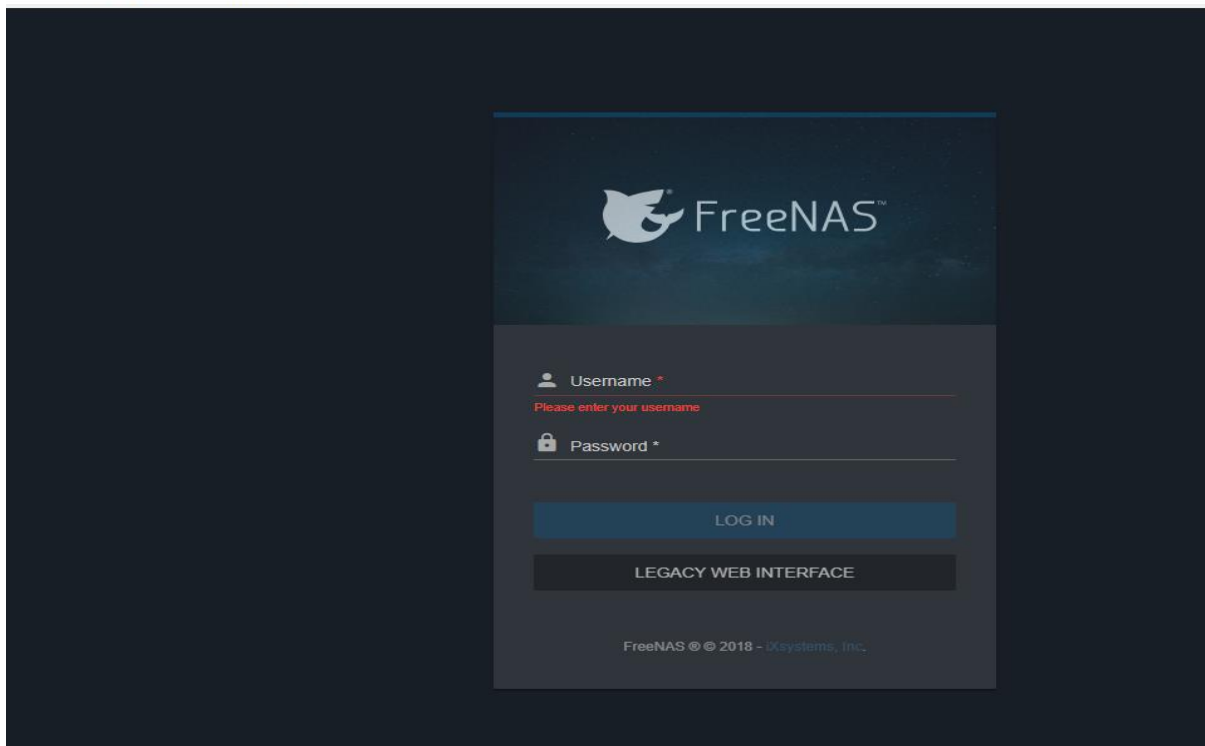 FreeNAS™
Username *
Please enter your username
Password *
LOG IN
LEGACY WEB INTERFACE
FreeNAS ® © 2018 - iXsystems, Inc.